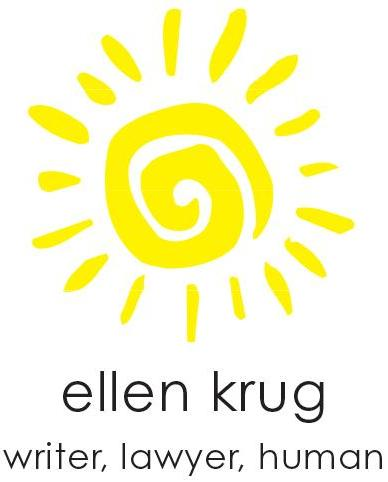 ellen krug
writer, lawyer, human